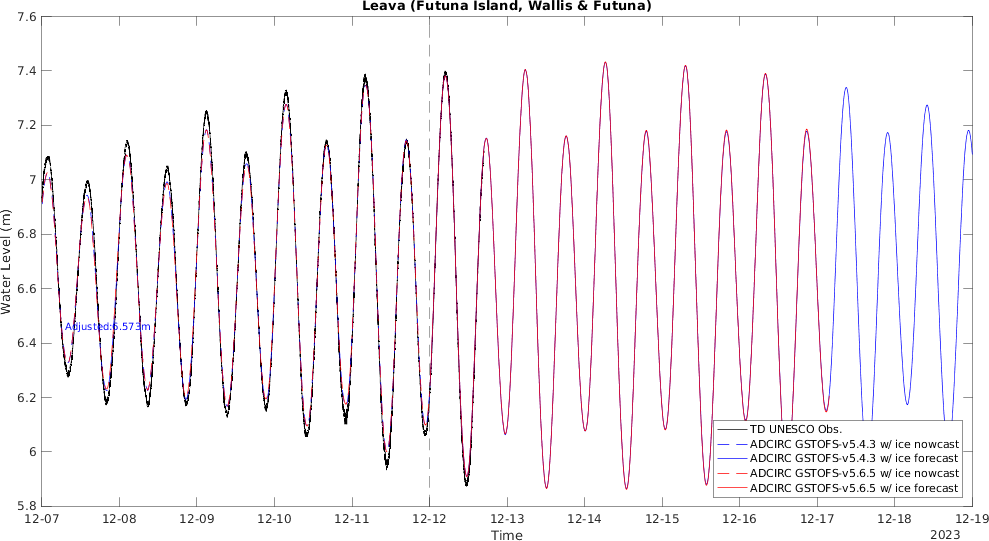 Leava (Futuna Island, Wallis & Futuna)
7.6
7.4
7.2
7
6.8
6.6
6.4
6.2
6
5.8
Water Level (m)
Adjusted:6.573m
TD UNESCO Obs.
ADCIRC GSTOFS-v5.4.3 w/ ice nowcast
ADCIRC GSTOFS-v5.4.3 w/ ice forecast
ADCIRC GSTOFS-v5.6.5 w/ ice nowcast
ADCIRC GSTOFS-v5.6.5 w/ ice forecast
12-07 12-08 12-09 12-10 12-11 12-12 12-13 12-14 12-15 12-16 12-17 12-18 12-19
Time
2023